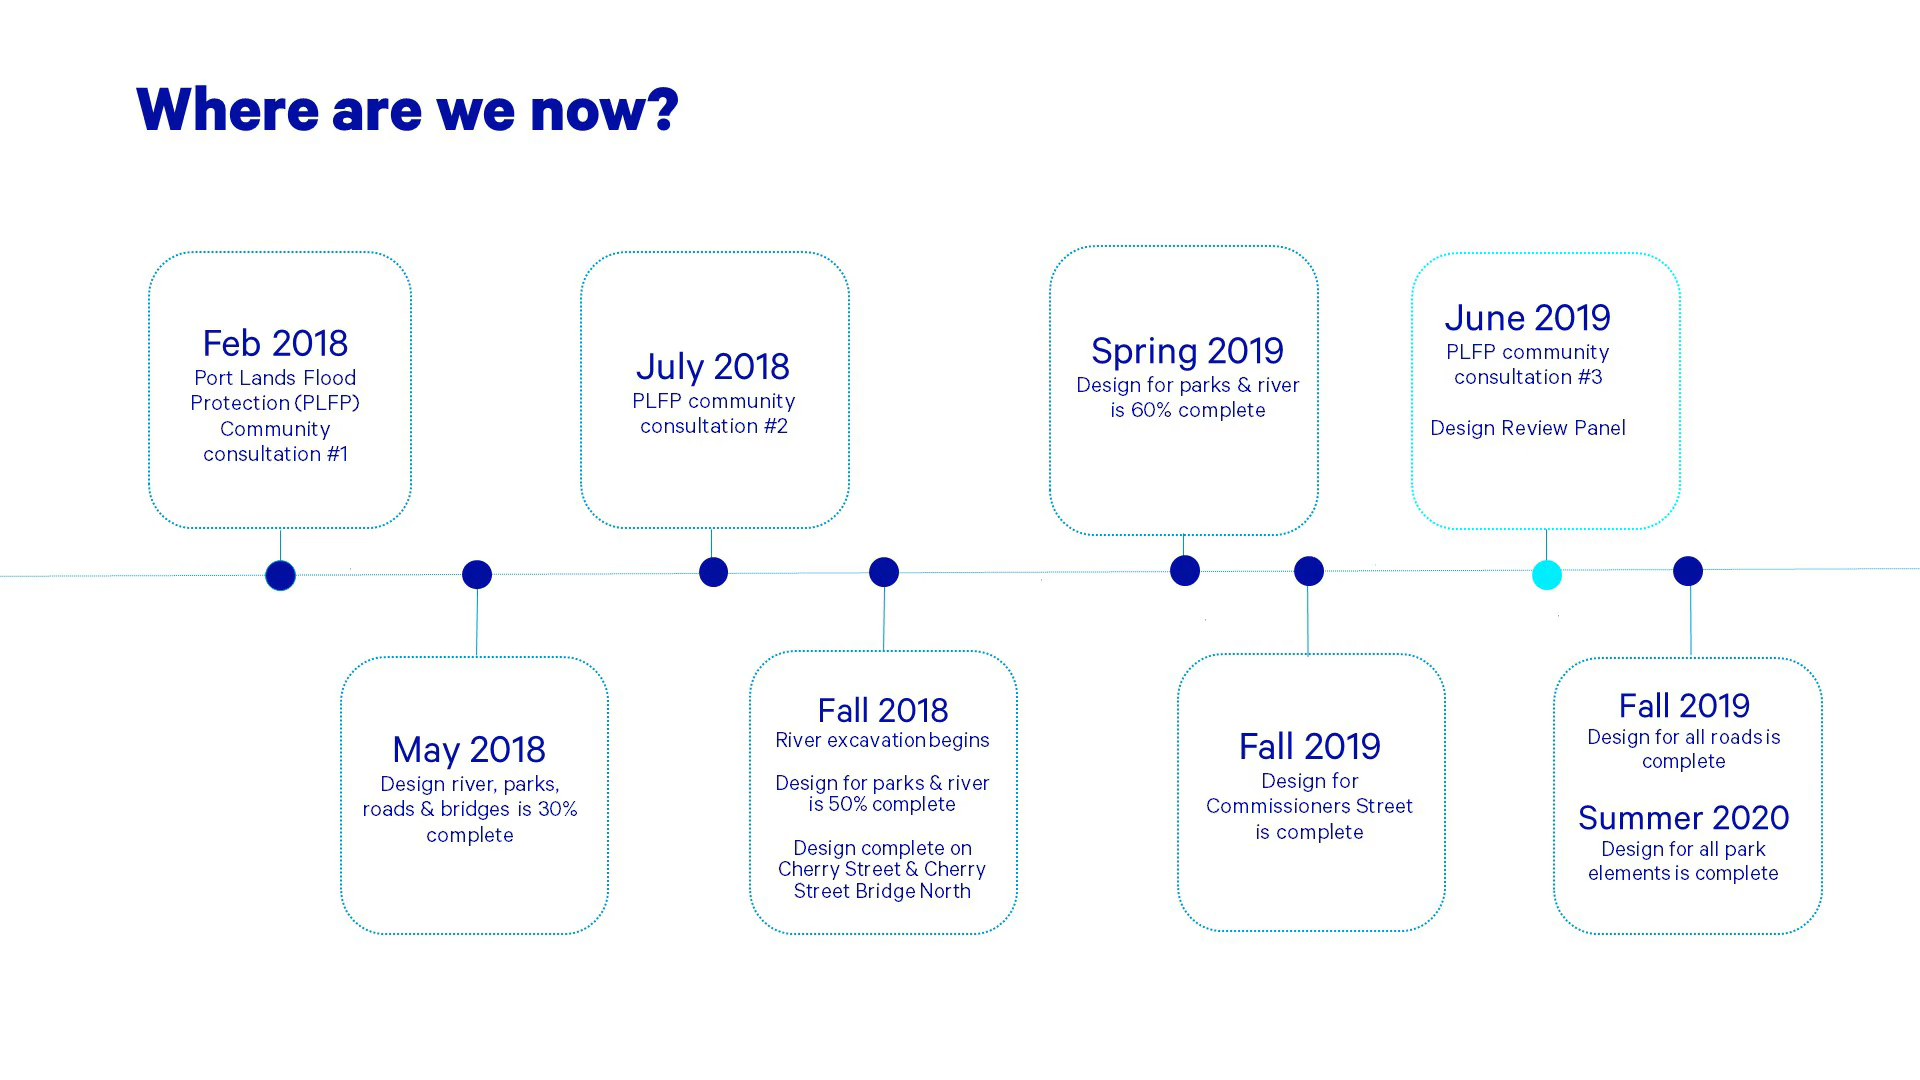 Where are we now?
Feb 2018
Port Lands Flood
Protection (PLFP)
Community
consultation #1
May 2018
Design river, parks,
roads & bridges is 30%
complete
July 2018
PLFP community
consultation #2
Fall 2018
River excavation begins
Design for parks & river
is 50% complete
Design complete on
Cherry Street & Cherry
Street Bridge North
Spring 2019
Design for parks & river
is 60% complete
Fall 2019
Design for
Commissioners Street
is complete
June 2019
PLFP community
consultation #3
Design Review Panel
Fall 2019
Design for all roads is
complete
Summer 2020
Design for all park
elements is complete